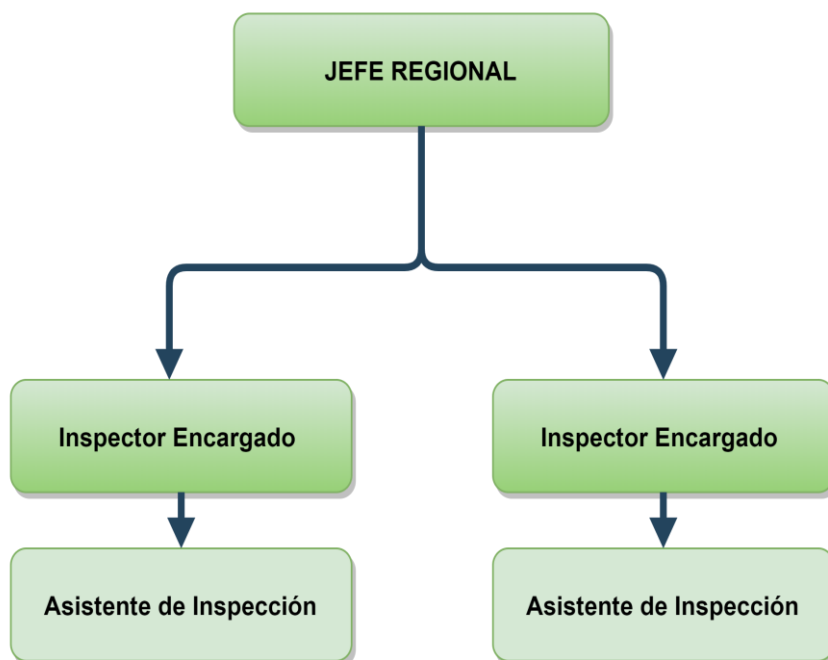 JEFE REGIONAL
Inspector Encargado
Inspector Encargado
Asistente de Inspección
Asistente de Inspección